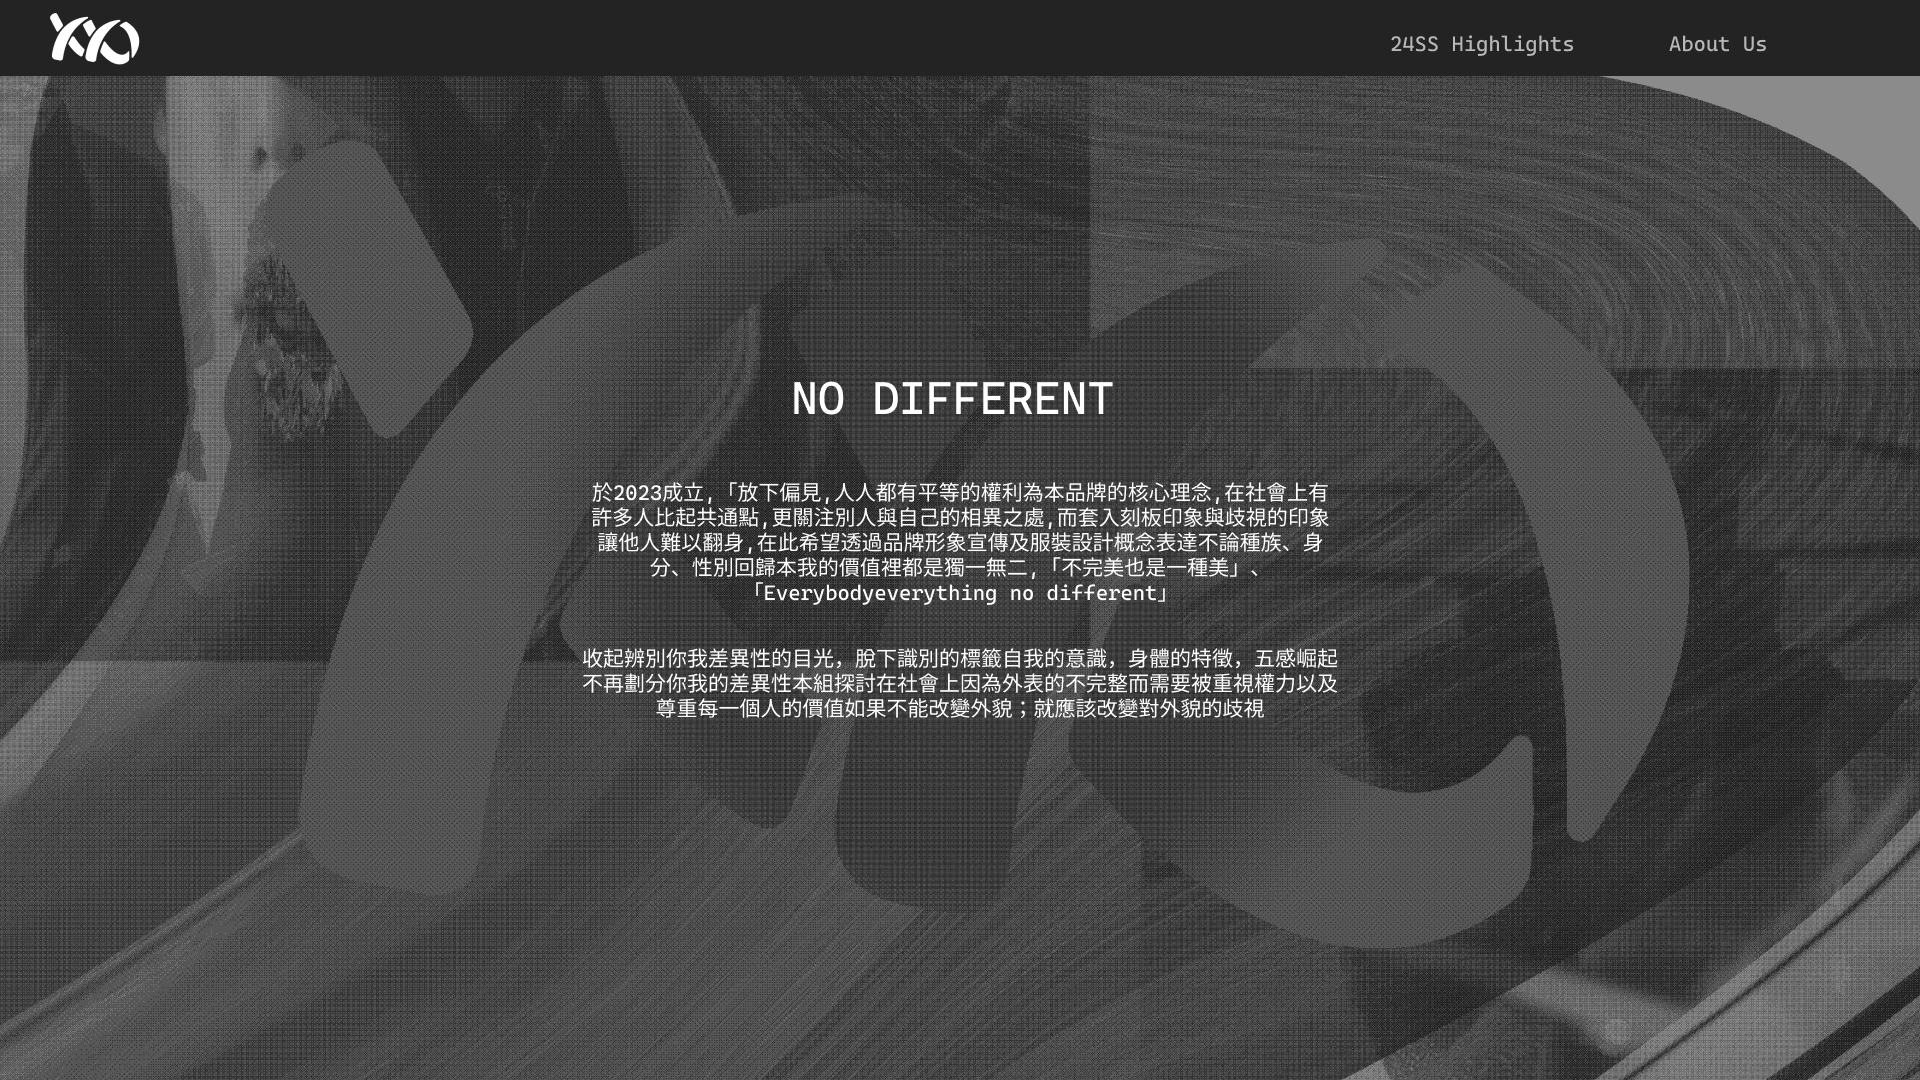 24SS Highlights
About Us
NO DIFFERENT
於2023成立,「放下偏見,人人都有平等的權利為本品牌的核心理念,在社會上有
許多人比起共通點,更關注別人與自己的相異之處,而套入刻板印象與歧視的印象
讓他人難以翻身,在此希望透過品牌形象宣傳及服裝設計概念表達不論種族、身
分、性別回歸本我的價值裡都是獨一無二,「不完美也是一種美」、
「Everybodyeverything no different」
收起辨別你我差異性的目光，脫下識別的標籤自我的意識，身體的特徵，五感崛起
不再劃分你我的差異性本組探討在社會上因為外表的不完整而需要被重視權力以及
尊重每一個人的價值如果不能改變外貌；就應該改變對外貌的歧視